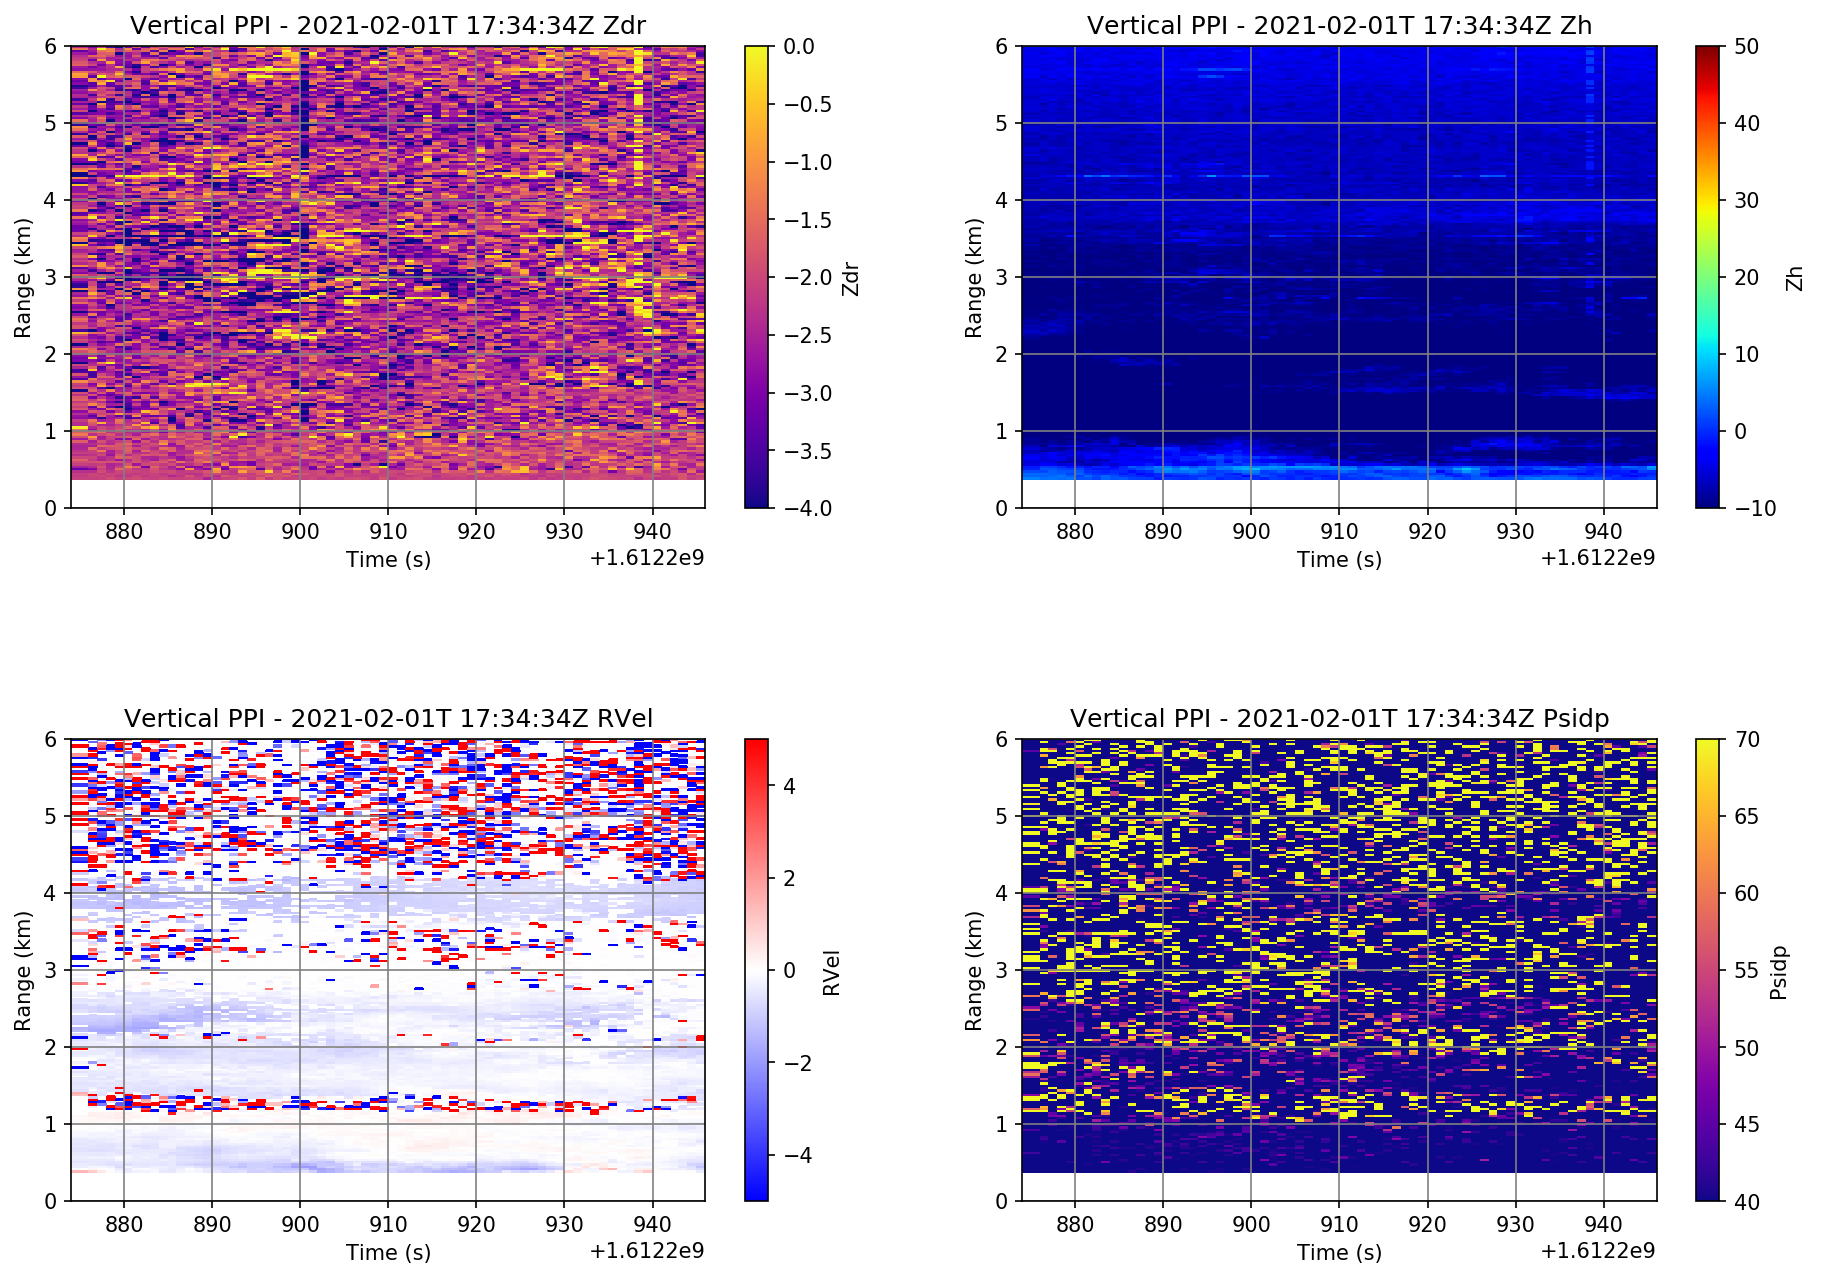 Vertical PPI - 2021-02-01T 17:34:34Z Zdr
6
5
4
3
2
1
0
Range (km)
880 890 900 910 920 930 940
Time (s)
+1.6122e9
0.0
−0.5
−1.0
−1.5
−2.0
−2.5
−3.0
−3.5
−4.0
Zdr
Vertical PPI - 2021-02-01T 17:34:34Z Zh
6
5
4
3
2
1
0
Range (km)
880 890 900 910 920 930 940
Time (s)
+1.6122e9
50
40
30
20
10
0
−10
Zh
Vertical PPI - 2021-02-01T 17:34:34Z RVel
6
5
4
3
2
1
0
Range (km)
880 890 900 910 920 930 940
Time (s)
+1.6122e9
4
2
0
−2
−4
RVel
Vertical PPI - 2021-02-01T 17:34:34Z Psidp
6
5
4
3
2
1
0
Range (km)
880 890 900 910 920 930 940
Time (s)
+1.6122e9
70
65
60
55
50
45
40
Psidp